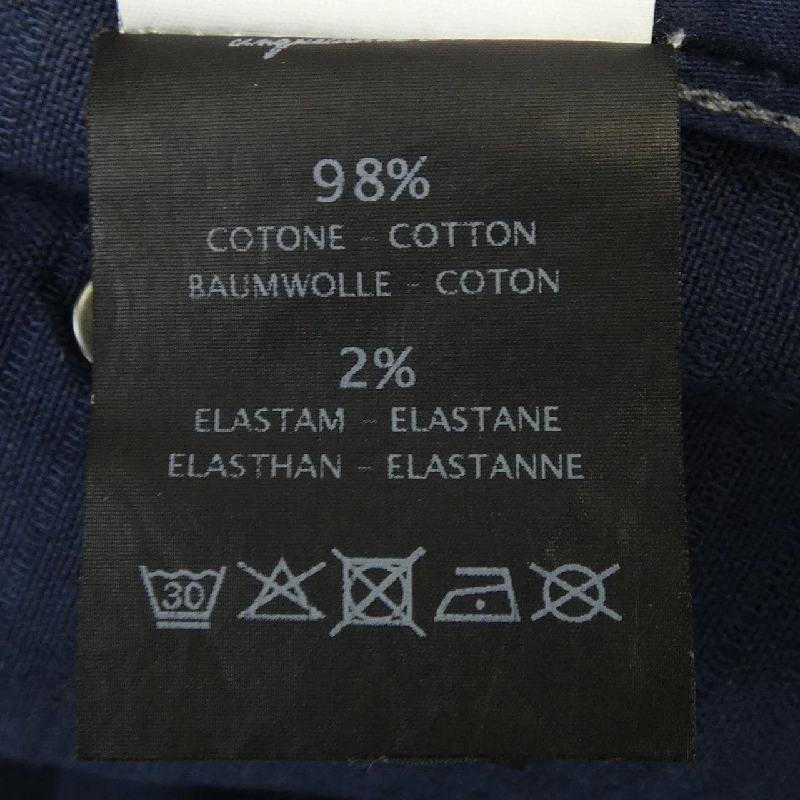 98%
COTONE - COTTON
BAUMWOLLE - COTON
2%
ELASTAM - ELASTANE
ELASTHAN - ELASTANNE
30